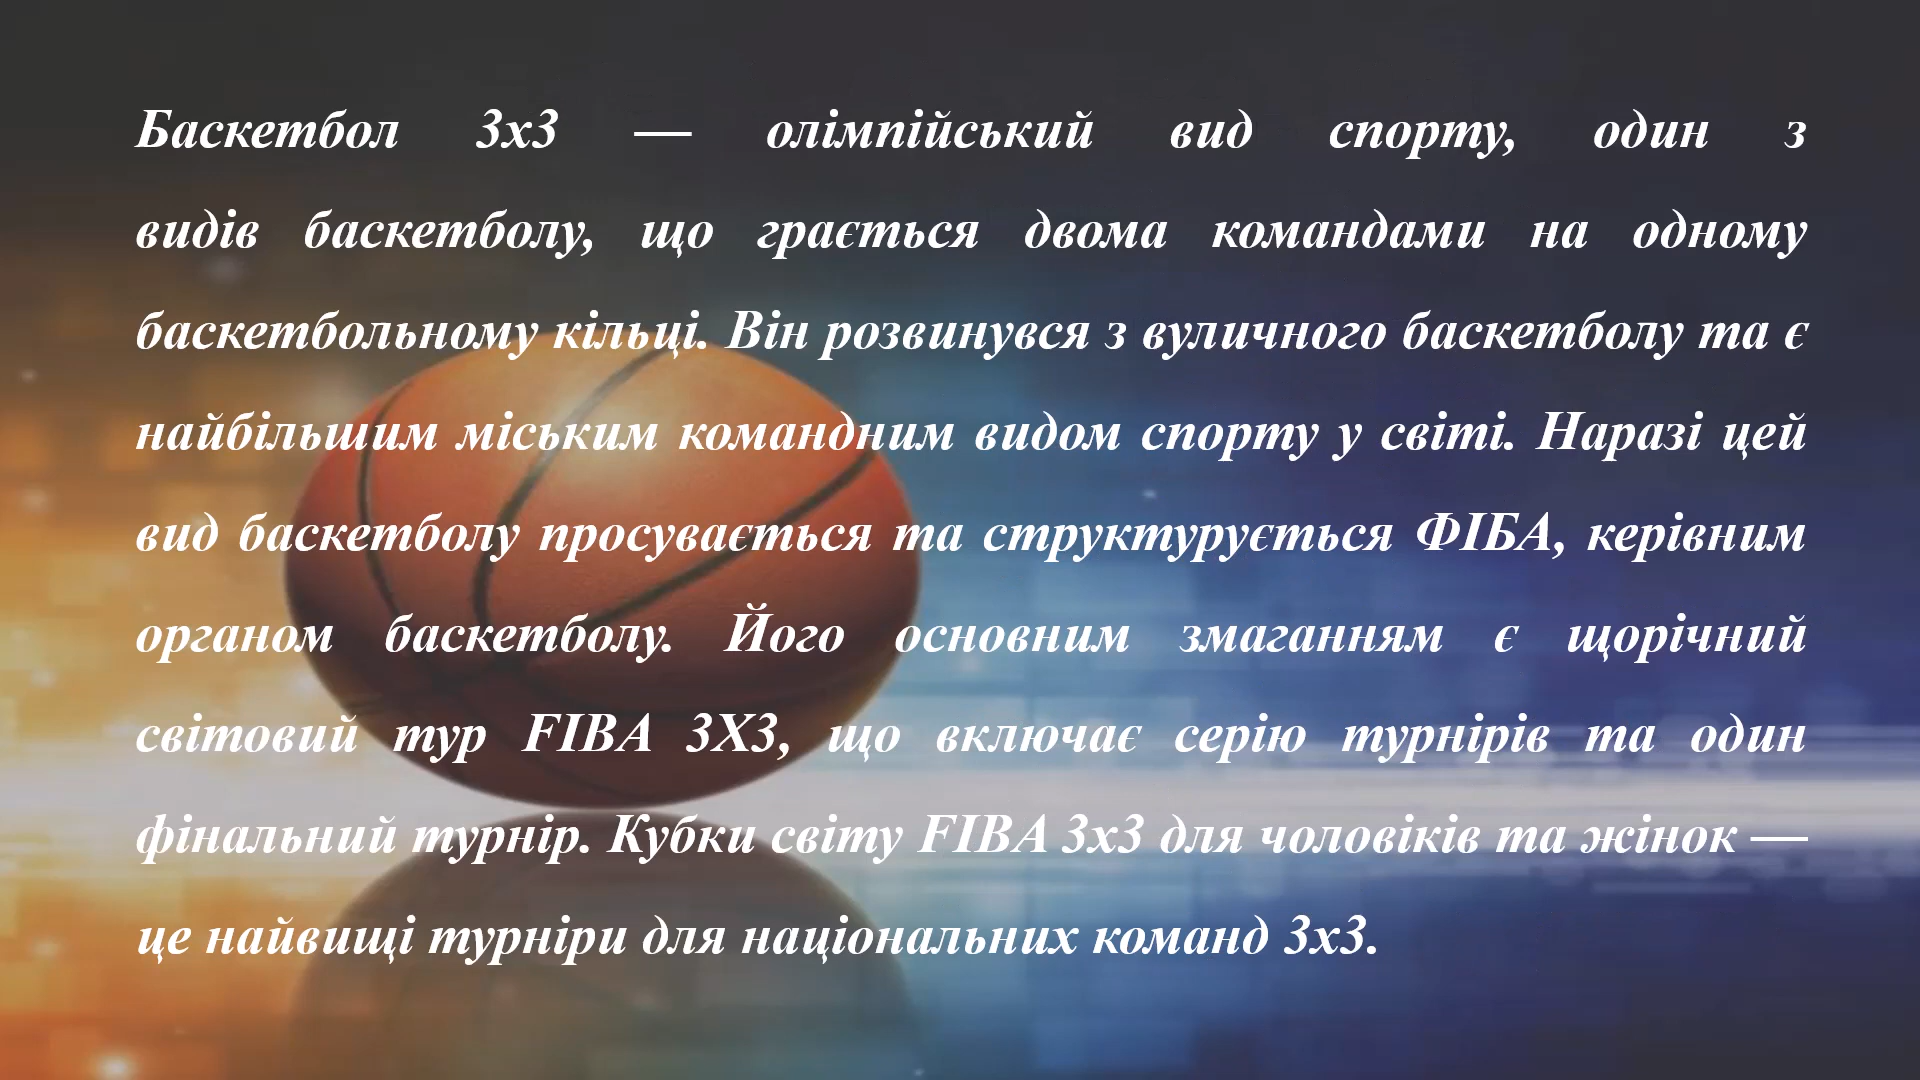 Баскетбол 3х3 — олімпійський вид спорту, один з
видів баскетболу, що грається двома командами на одному
баскетбольному кільці. Він розвинувся з вуличного баскетболу та є
найбільшим міським командним видом спорту у світі. Наразі цей
вид баскетболу просувається та структурується ФІБА, керівним
органом баскетболу. Його основним змаганням є щорічний
світовий тур FIBA 3X3, що включає серію турнірів та один
фінальний турнір. Кубки світу FIBA 3x3 для чоловіків та жінок —
це найвищі турніри для національних команд 3x3.